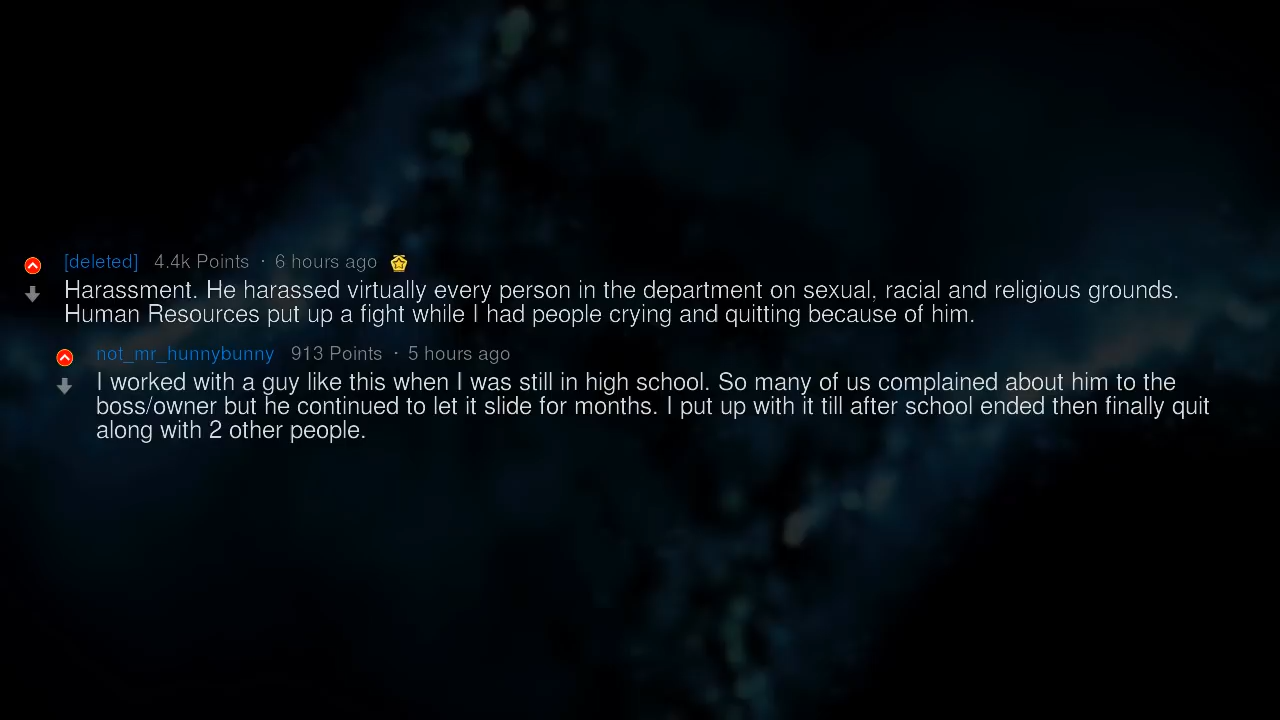 [deleted] 4.4k Points · 6 hours ago
Harassment. He harassed virtually every person in the department on sexual, racial and religious grounds.
Human Resources put up a fight while I had people crying and quitting because of him.
not_mr_hunnybunny 913 Points · 5 hours ago
I worked with a guy like this when I was still in high school. So many of us complained about him to the
boss/owner but he continued to let it slide for months. I put up with it till after school ended then finally quit
along with 2 other people.